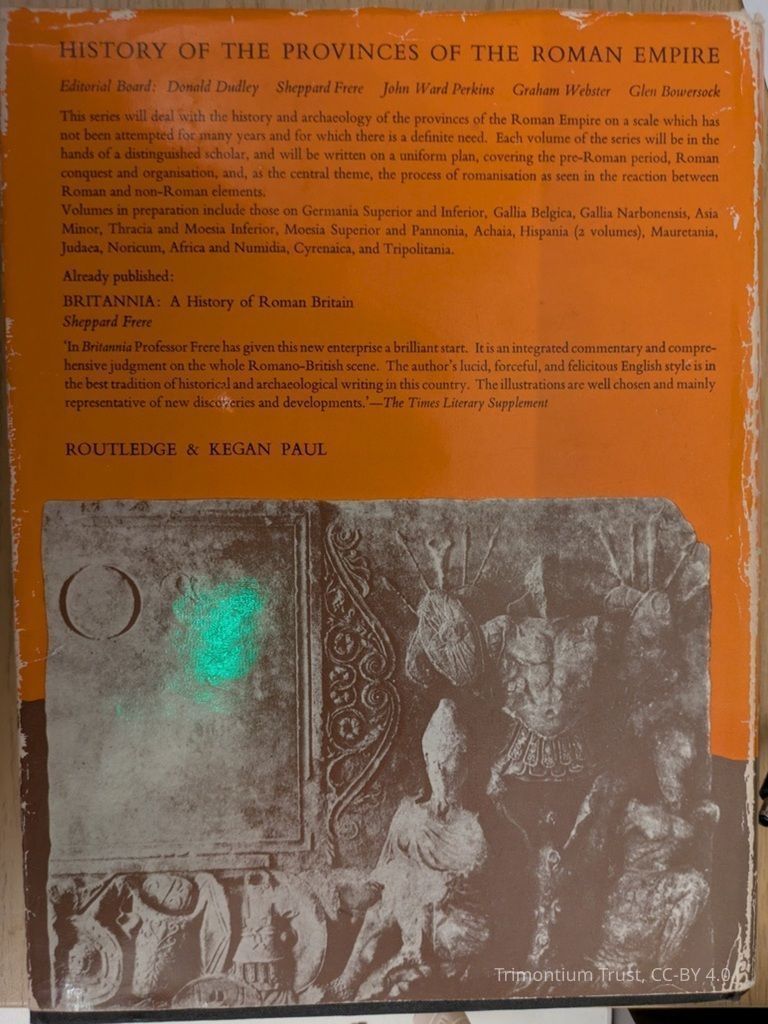 HISTORY OF THE PROVINCES OF THE ROMAN EMPIRE
Editorial Board: Donald Dudley Sheppard Frere John Ward Perkins Graham Webster Glen Bowersock
This series will deal with the history and archaeology of the provinces of the Roman Empire on a scale which has
not been attempted for many years and for which there is a definite need. Each volume of the series will be in the
hands of a distinguished scholar, and will be written on a uniform plan, covering the pre-Roman period, Roman
conquest and organisation, and, as the central theme, the process of romanisation as seen in the reaction between
Roman and non-Roman elements.
Volumes in preparation include those on Germania Superior and Inferior, Gallia Belgica, Gallia Narbonensis, Asia
Minor, Thracia and Moesia Inferior, Moesia Superior and Pannonia, Achaia, Hispania (2 volumes), Mauretania,
Judaea, Noricum, Africa and Numidia, Cyrenaica, and Tripolitania.
Already published:
BRITANNIA: A History of Roman Britain
Sheppard Frere
'In Britannia Professor Frere has given this new enterprise a brilliant start. It is an integrated commentary and compre-
hensive judgment on the whole Romano-British scene. The author's lucid, forceful, and felicitous English style is in
the best tradition of historical and archaeological writing in this country. The illustrations are well chosen and mainly
representative of new discoveries and developments.'—The Times Literary Supplement
ROUTLEDGE & KEGAN PAUL
Trimontium Trust, CC-BY 4.0